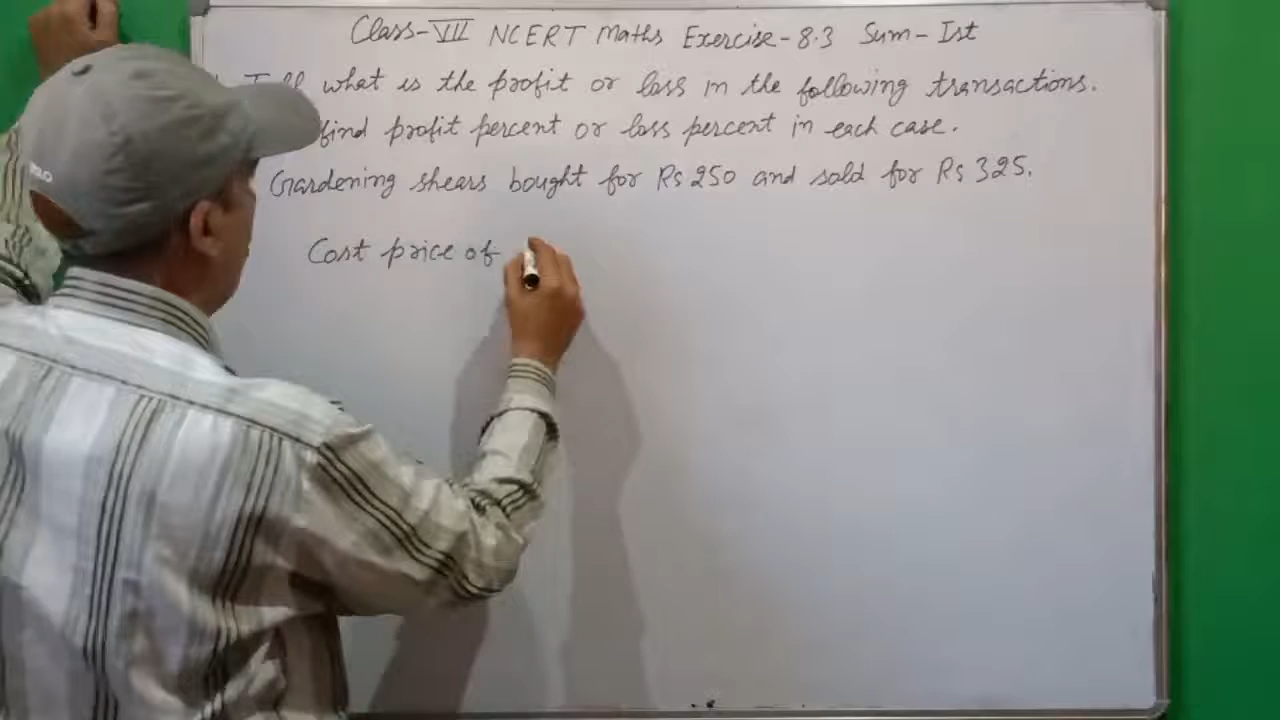 Class-VII NCERT Maths Exercise-8.3 Sum-Ist
what is the profit or loss in the following transactions.
find profit percent or loss percent in each case.
Gardening shears bought for Rs 250 and sold for Rs 325.
Cost price of